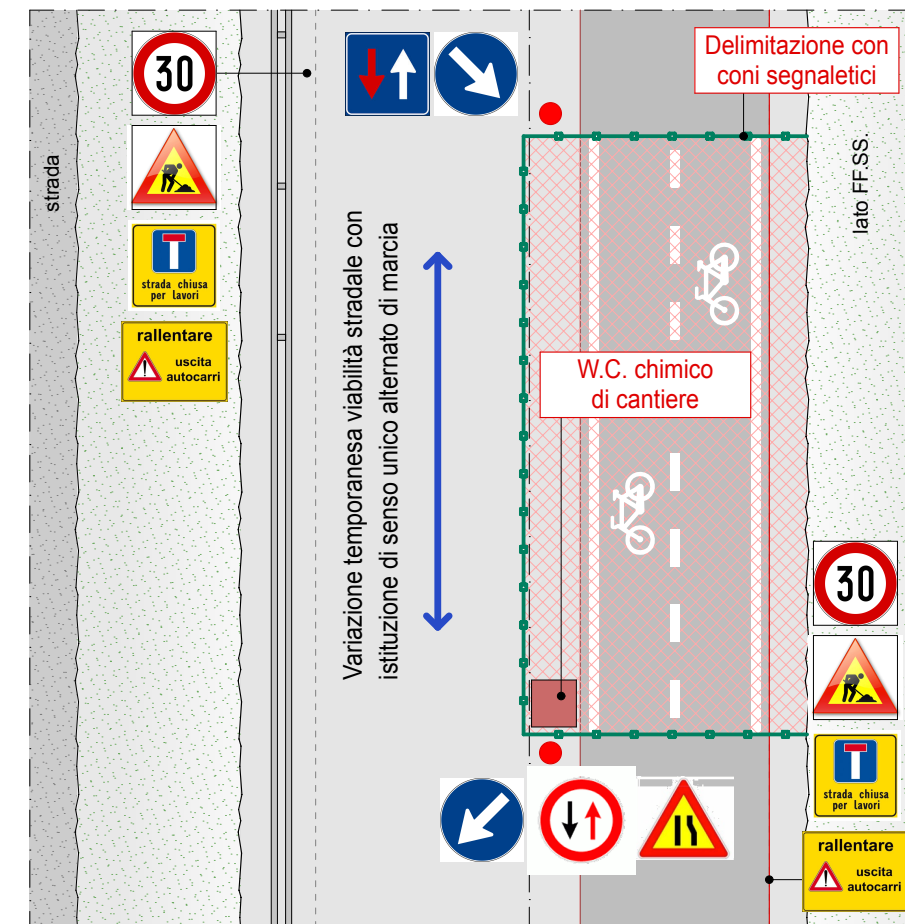 30
strada chiusa
per lavori
rallentare
uscita
autocarri
strada
Delimitazione con
coni segnaletici
lato FF.SS.
Variazione temporanesa viabilità stradale con
istituzione di senso unico alternato di marcia
W.C. chimico
di cantiere
30
strada chiusa
per lavori
rallentare
uscita
autocarri